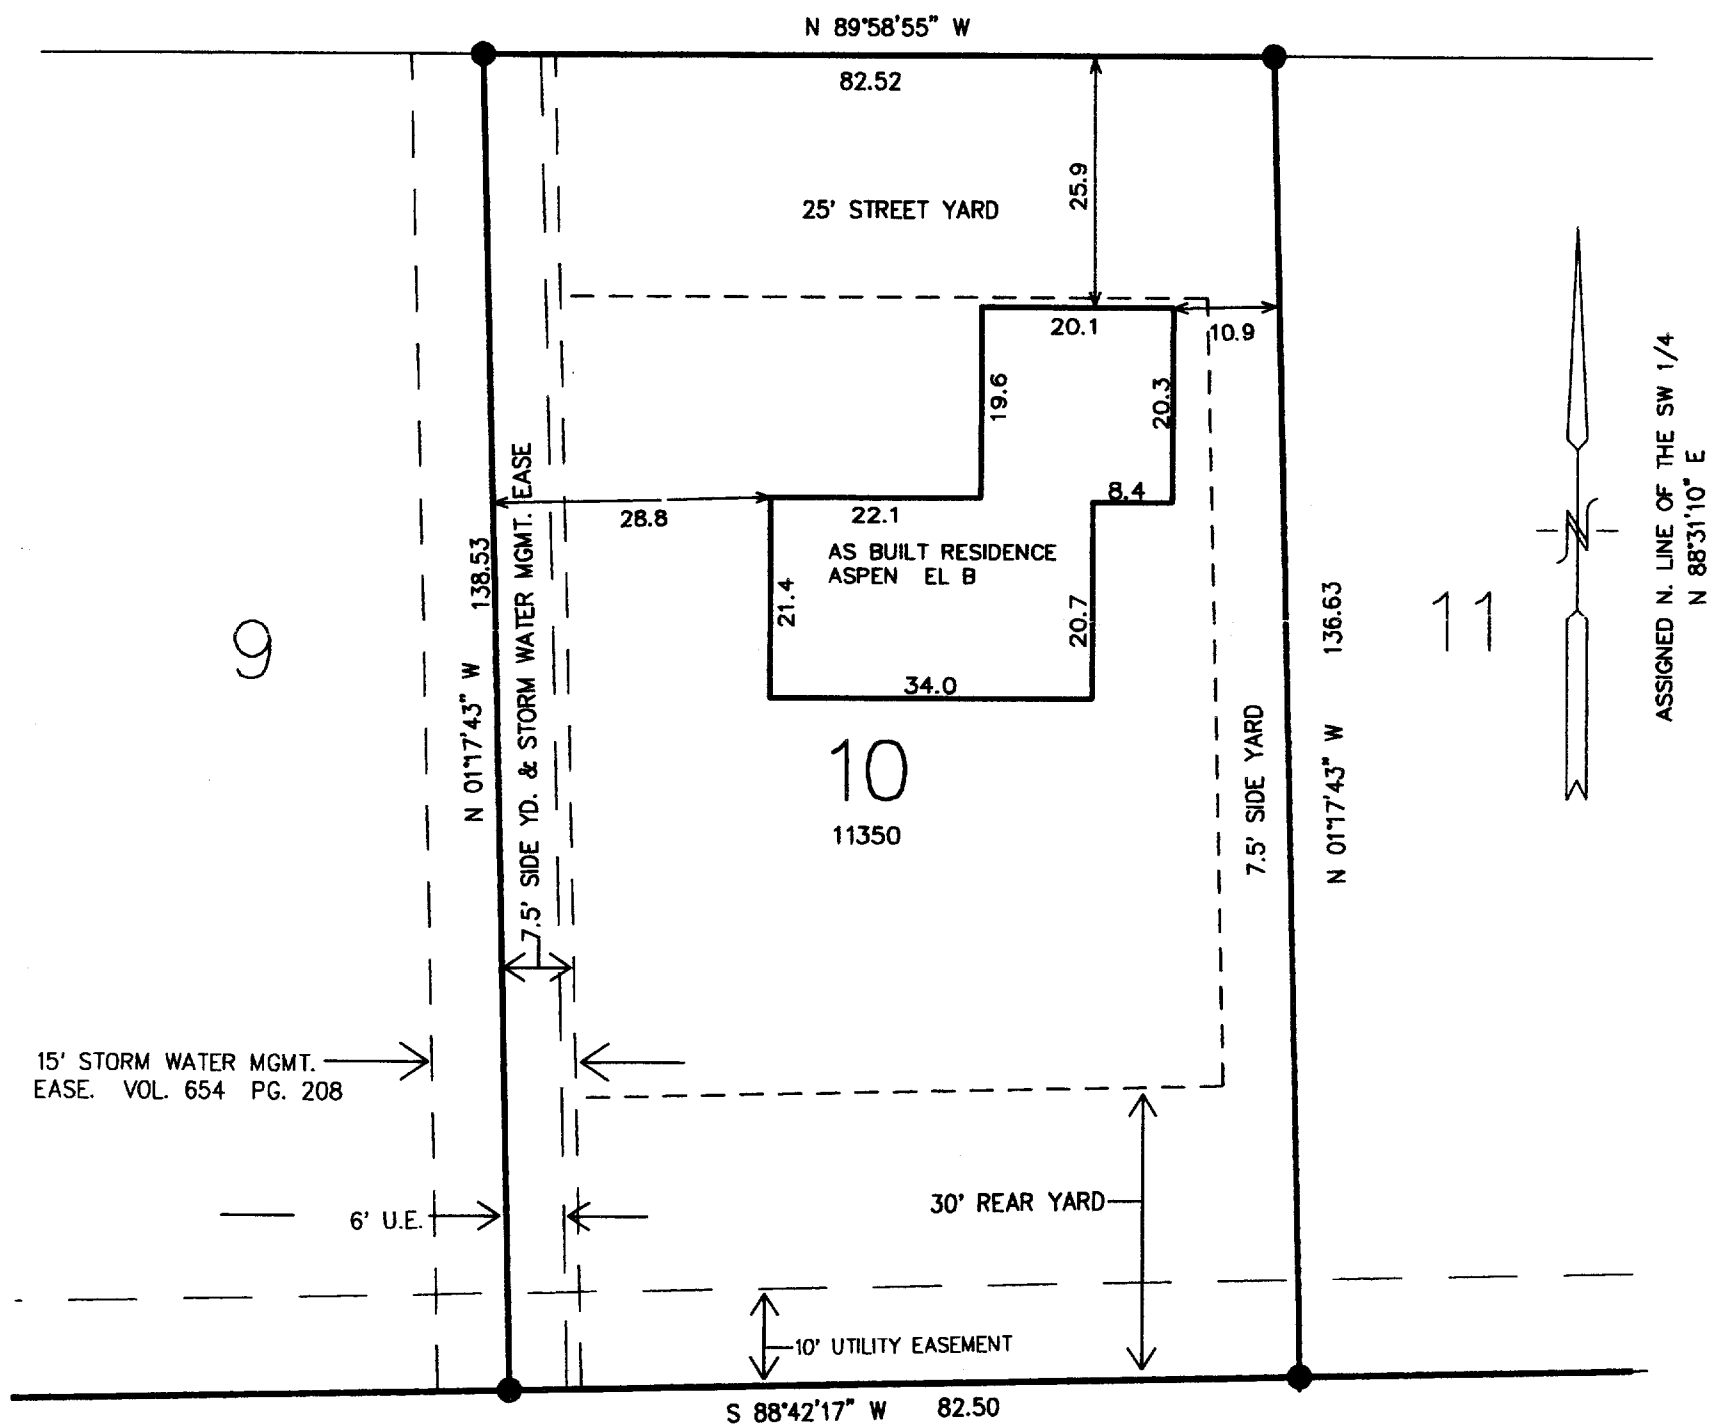 N 89°58'55" W
82.52
25.9
25' STREET YARD
20.1
10.9
19.6
20.3
ASSIGNED N. LINE OF THE SW 1/4
N 88°31'10" E
8.4
28.8
22.1
AS BUILT RESIDENCE
ASPEN EL B
N
138.53
N 01°17'43" W
7.5' SIDE YD. & STORM WATER MGMT. EASE
21.4
20.7
136.63
N 01°17'43" W
9
11
34.0
10
11350
7.5' SIDE YARD
15' STORM WATER MGMT.
EASE. VOL. 654 PG. 208
30' REAR YARD
6' U.E.
10' UTILITY EASEMENT
S 88°42'17" W 82.50